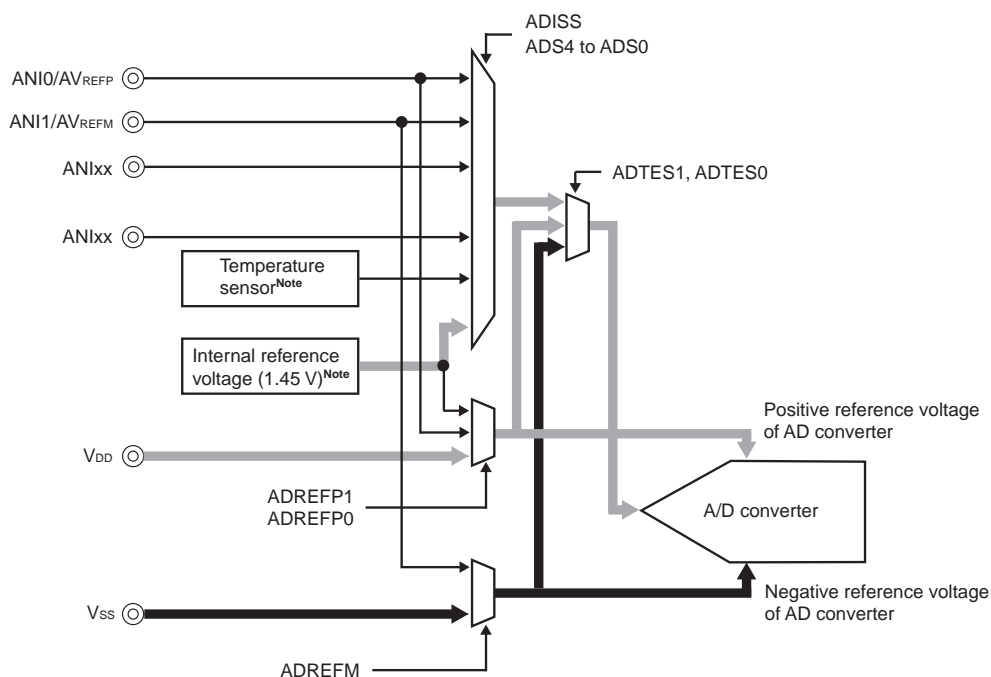 ADISS
ADS4 to ADS0
ANI0/AVREFP
ANI1/AVREFM
ANIxx
ADTES1, ADTES0
ANIxx
Temperature
sensorNote
Internal reference
voltage (1.45 V)Note
Positive reference voltage
of AD converter
VDD
ADREFP1
ADREFP0
A/D converter
Negative reference voltage
of AD converter
VSS
ADREFM